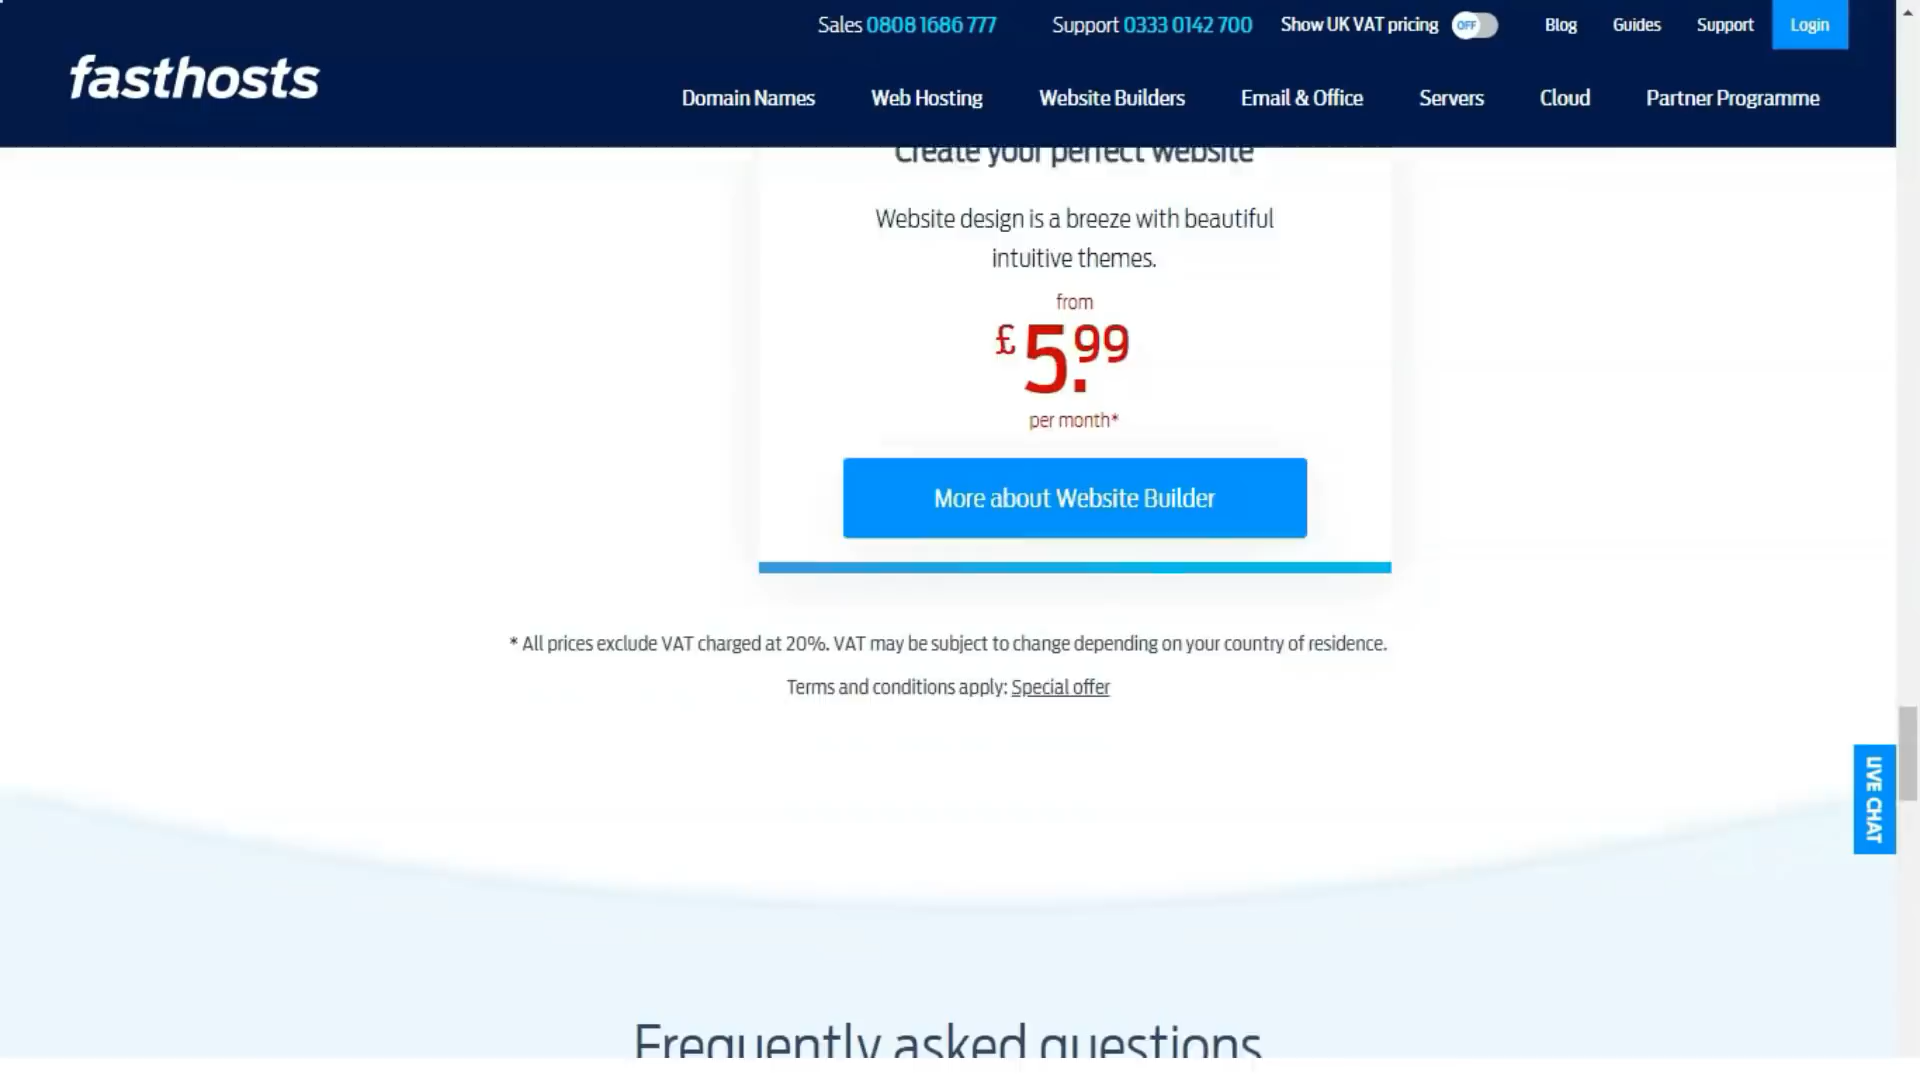 Sales 0808 1686 777 Support 0333 0142 700 Show UK VAT pricing OFF Blog Guides Support Login
fasthosts
Domain Names Web Hosting Website Builders Email & Office Servers Cloud Partner Programme
Create your perfect website
Website design is a breeze with beautiful
intuitive themes.
from
£5.99
per month*
More about Website Builder
* All prices exclude VAT charged at 20%. VAT may be subject to change depending on your country of residence.
Terms and conditions apply: Special offer
LIVE CHAT
Frequently asked questions